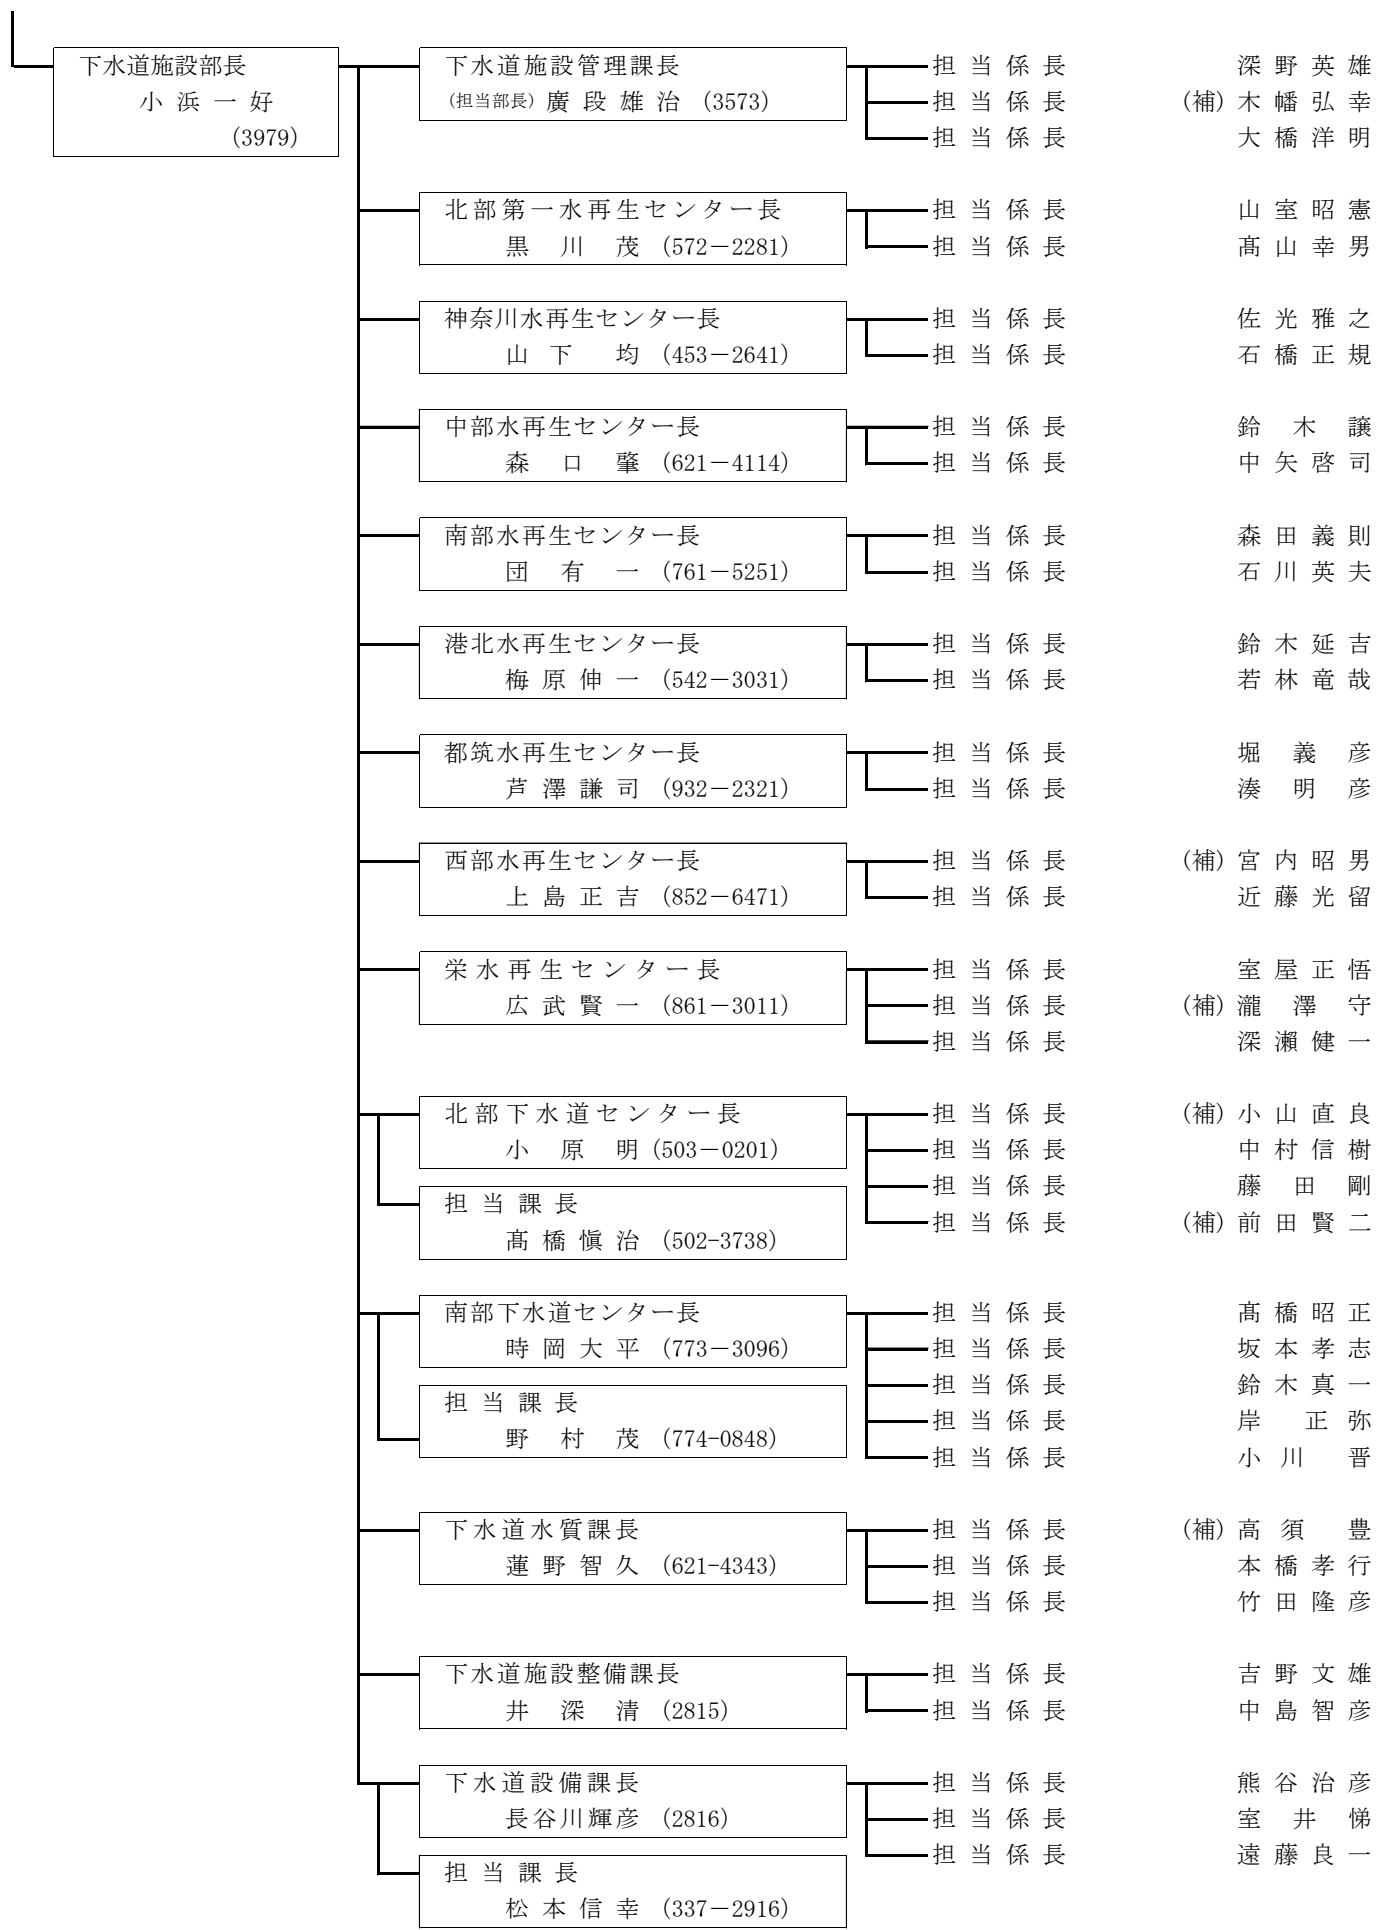 下水道施設部長 下水道施設管理課長 担当係長 深野英雄
小浜一好 (担当部長) 廣段雄治 (3573) 担当係長 (補) 木幡弘幸
(3979) 担当係長 大橋洋明
北部第一水再生センター長 担当係長 山室昭憲
黒川茂 (572－2281) 担当係長 髙山幸男
神奈川水再生センター長 担当係長 佐光雅之
山下均 (453－2641) 担当係長 石橋正規
中部水再生センター長 担当係長 鈴木譲
森口肇 (621－4114) 担当係長 中矢啓司
南部水再生センター長 担当係長 森田義則
団有一 (761－5251) 担当係長 石川英夫
港北水再生センター長 担当係長 鈴木延吉
梅原伸一 (542－3031) 担当係長 若林竜哉
都筑水再生センター長 担当係長 堀義彦
芦澤謙司 (932－2321) 担当係長 湊明彦
西部水再生センター長 担当係長 (補) 宮内昭男
上島正吉 (852－6471) 担当係長 近藤光留
栄水再生センター長 担当係長 室屋正悟
広武賢一 (861－3011) 担当係長 (補) 瀧澤守
担当係長 深瀬健一
北部下水道センター長 担当係長 (補) 小山直良
小原明 (503－0201) 担当係長 中村信樹
担当課長 担当係長 藤田剛
髙橋愼治 (502-3738) 担当係長 (補) 前田賢二
南部下水道センター長 担当係長 髙橋昭正
時岡大平 (773－3096) 担当係長 坂本孝志
担当課長 担当係長 鈴木真一
野村茂 (774-0848) 担当係長 岸正弥
担当係長 小川晋
下水道水質課長 担当係長 (補) 高須豊
蓮野智久 (621-4343) 担当係長 本橋孝行
担当係長 竹田隆彦
下水道施設整備課長 担当係長 吉野文雄
井深清 (2815) 担当係長 中島智彦
下水道設備課長 担当係長 熊谷治彦
長谷川輝彦 (2816) 担当係長 室井悌
担当課長 担当係長 遠藤良一
松本信幸 (337－2916)